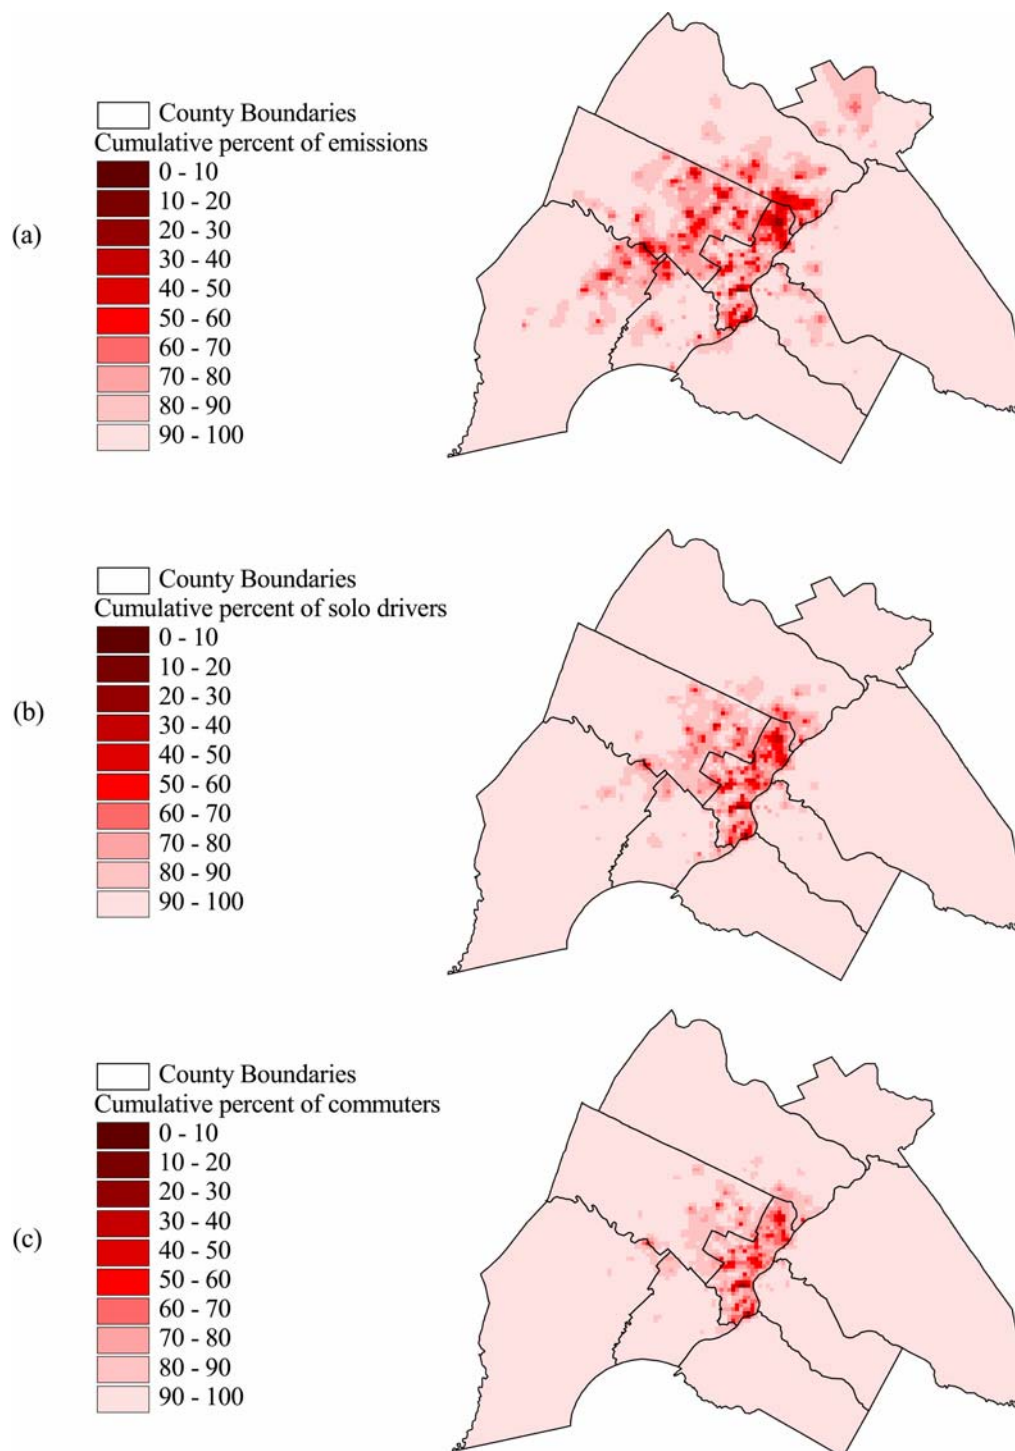 County Boundaries
Cumulative percent of emissions
0 - 10
10 - 20
20 - 30
(a)
30 - 40
40 - 50
50 - 60
60 - 70
70 - 80
80 - 90
90 - 100
County Boundaries
Cumulative percent of solo drivers
0 - 10
10 - 20
20 - 30
(b)
30 - 40
40 - 50
50 - 60
60 - 70
70 - 80
80 - 90
90 - 100
County Boundaries
Cumulative percent of commuters
0 - 10
10 - 20
20 - 30
30 - 40
(c)
40 - 50
50 - 60
60 - 70
70 - 80
80 - 90
90 - 100